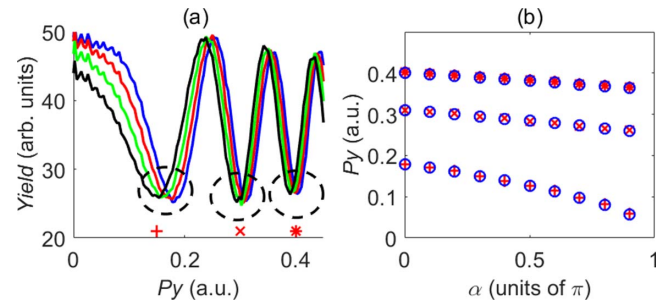 (a)
50
40
30
20
Yield (arb. units)
0
0.2
0.4
Py (a.u.)
(b)
0.4
0.3
0.2
0.1
0
Py (a.u.)
0
0.5
1
α (units of π)